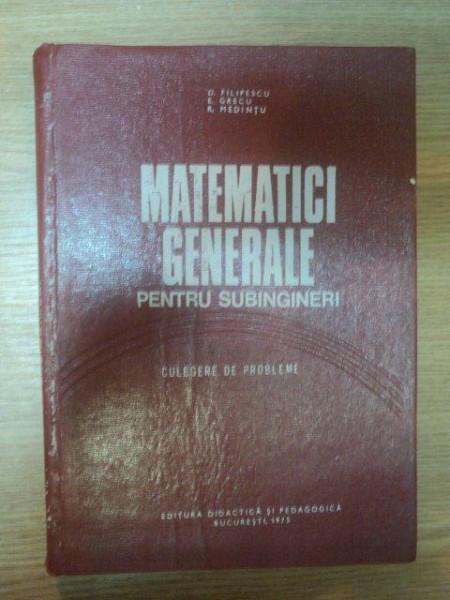 D. FILIPESCU
E. GRECU
R. MEDINȚU
MATEMATICI
GENERALE
PENTRU SUBINGINERI
CULEGERE DE PROBLEME
EDITURA DIDACTICĂ ȘI PEDAGOGICĂ
BUCUREȘTI, 1975